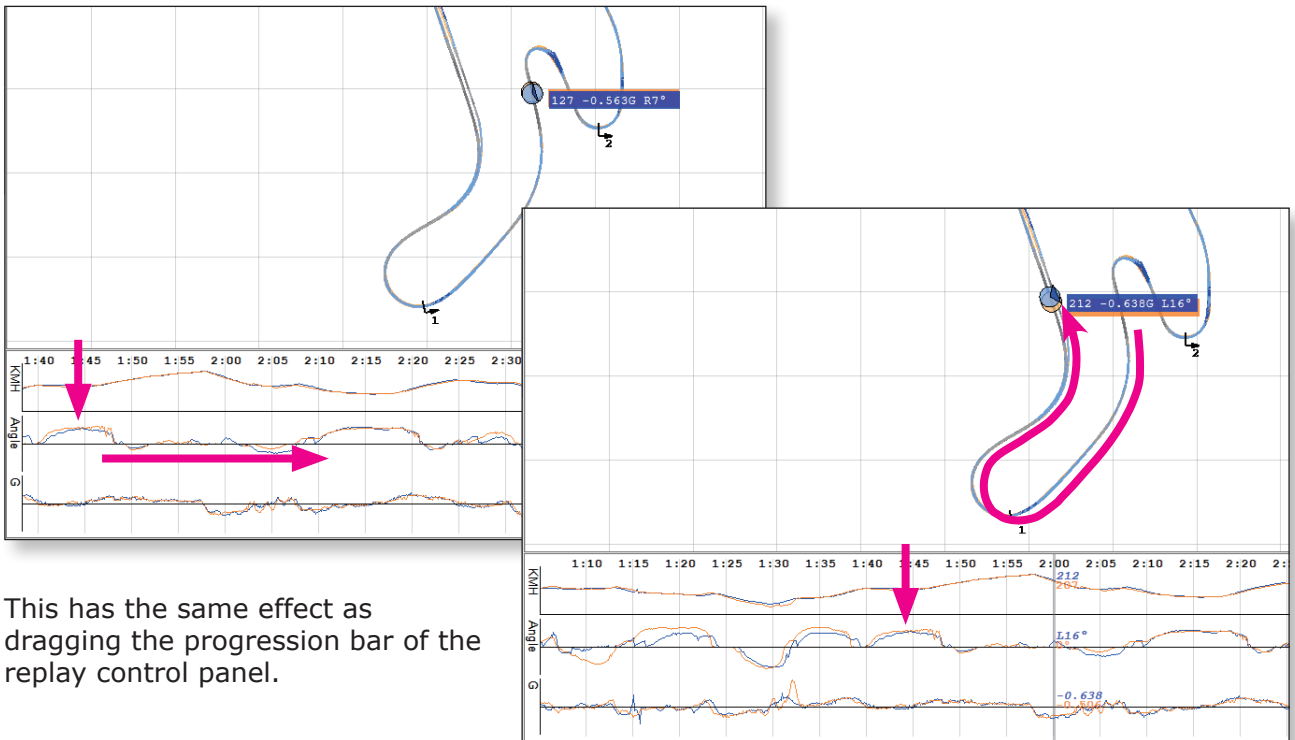 127 -0.563G R7°
2
1
1:40 1:45 1:50 1:55 2:00 2:05 2:10 2:15 2:20 2:25 2:30
KMH
Angle
G
This has the same effect as
dragging the progression bar of the
replay control panel.
212 -0.638G L16°
2
1
1:10 1:15 1:20 1:25 1:30 1:35 1:40 1:45 1:50 1:55 2:00 2:05 2:10 2:15 2:20
KMH
212
Angle
L16°
G
-0.638